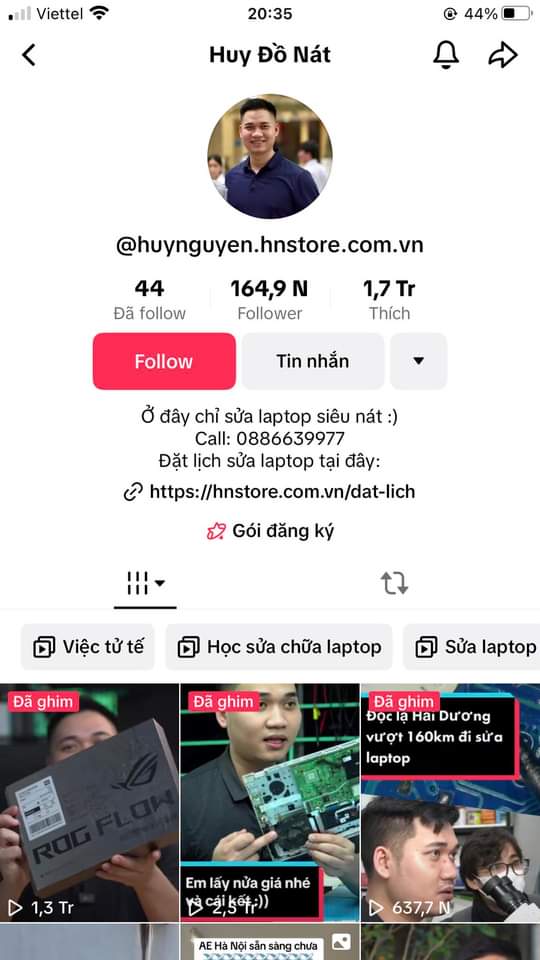 Viettel 20:35 44%
Huy Đồ Nát
@huynguyen.hnstore.com.vn
44 164,9 N 1,7 Tr
Đã follow Follower Thích
Follow Tin nhắn
Ở đây chỉ sửa laptop siêu nát :)
Call: 0886639977
Đặt lịch sửa laptop tại đây:
https://hnstore.com.vn/dat-lich
Gói đăng ký
Việc tử tế Học sửa chữa laptop Sửa laptop
Đã ghim Đã ghim Đã ghim
Độc lạ Hải Dương
vượt 160km đi sửa
laptop
ROG FLOW
Em lấy nửa giá nhé
và cái kết :))
1,3 Tr 2,5 Tr 637,7 N
AE Hà Nội sẵn sàng chưa